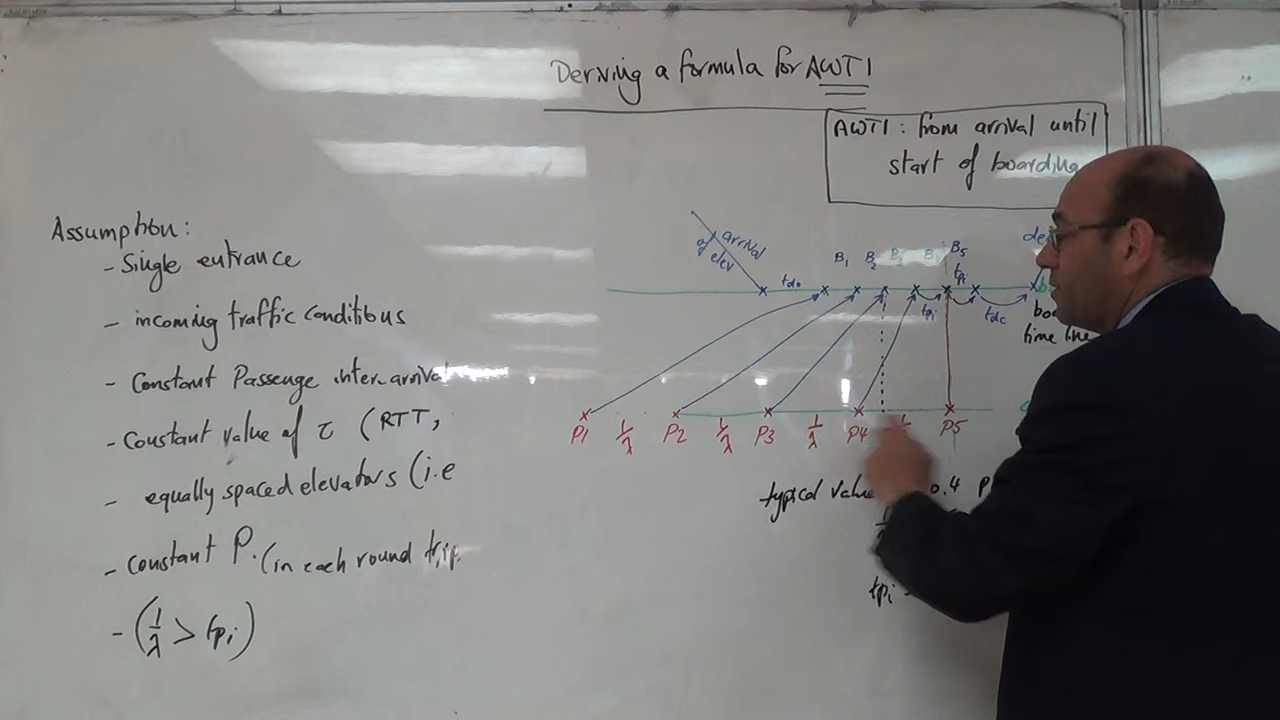 Deriving a formula for AWT1
AWT1 : from arrival until
start of boarding
Assumption:
- Single entrance
- incoming traffic conditions
- Constant Passenge inter-arrival
- Constant value of τ (RTT,
- equally spaced elevators (i.e
- constant P. (in each round trip
- (1/λ > tpi)
arrival
of elev
tdo
B1 B2 B3 B4 B5
tpi
tpi
tdc
time line
P1 1/λ P2 1/λ P3 1/λ P4 P5
typical value 0.4 P
tpi